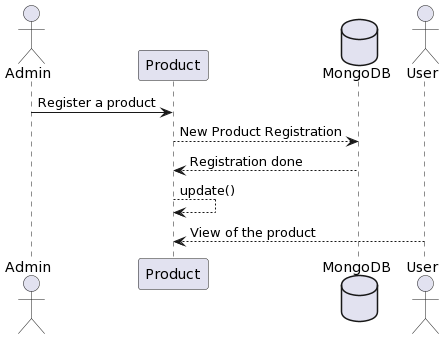 Admin
Product
MongoDB
User
Register a product
New Product Registration
Registration done
update()
View of the product
Admin
Product
MongoDB
User